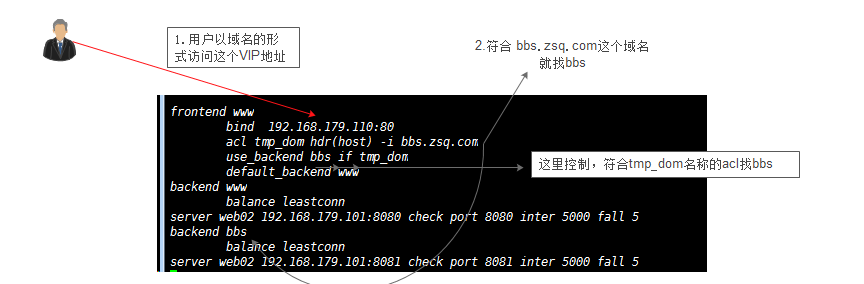 1.用户以域名的形
式访问这个VIP地址
2.符合 bbs.zsq.com这个域名
就找bbs
frontend www
bind  192.168.179.110:80
acl tmp_dom hdr(host) -i bbs.zsq.com
use_backend bbs if tmp_dom
default_backend www
这里控制，符合tmp_dom名称的acl找bbs
backend www
balance leastconn
server web02 192.168.179.101:8080 check port 8080 inter 5000 fall 5
backend bbs
balance leastconn
server web02 192.168.179.101:8081 check port 8081 inter 5000 fall 5